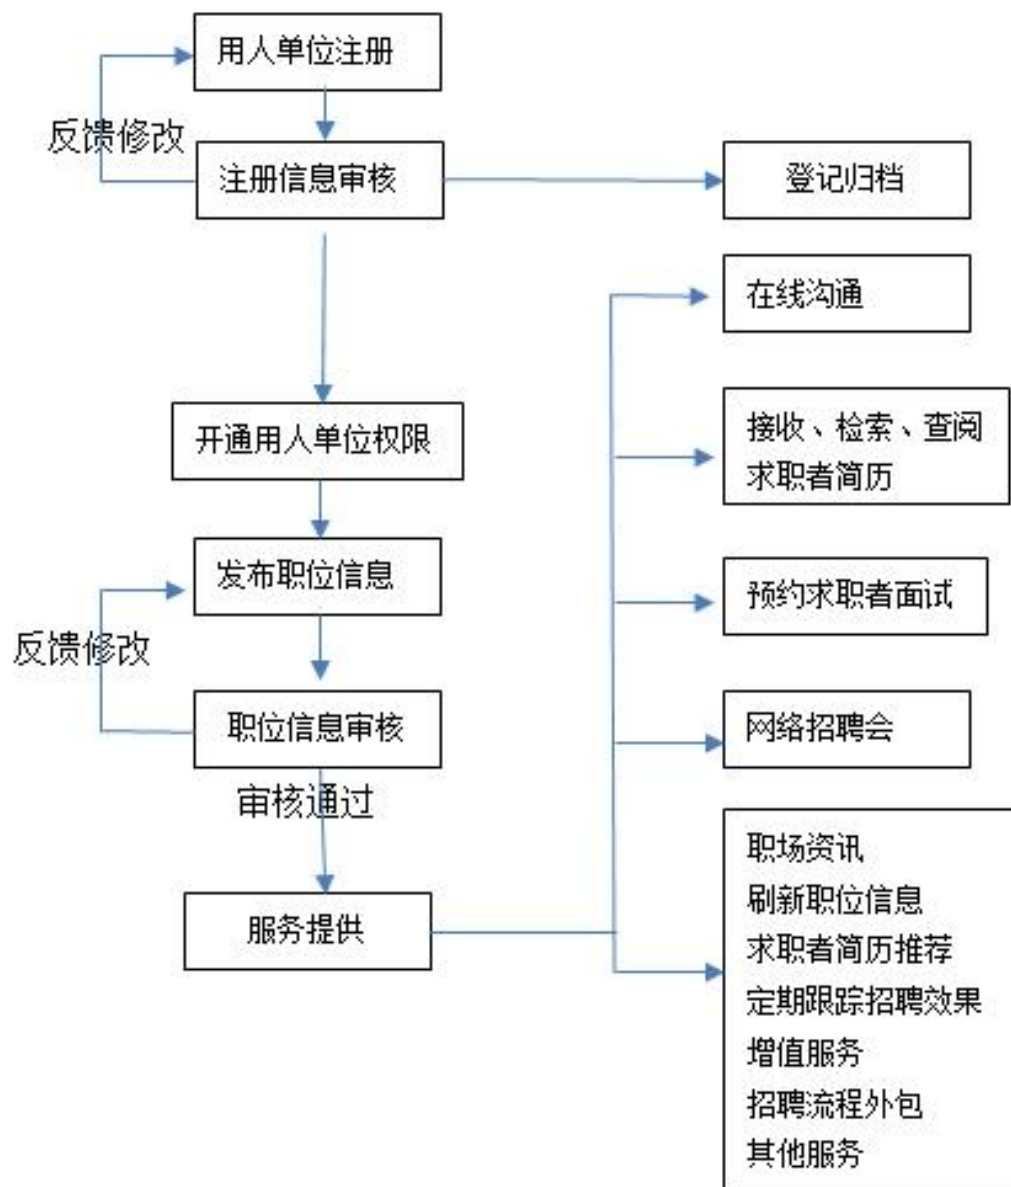 用人单位注册
反馈修改
注册信息审核
登记归档
在线沟通
开通用人单位权限
接收、检索、查阅
求职者简历
发布职位信息
预约求职者面试
反馈修改
职位信息审核
网络招聘会
审核通过
服务提供
职场资讯
刷新职位信息
求职者简历推荐
定期跟踪招聘效果
增值服务
招聘流程外包
其他服务